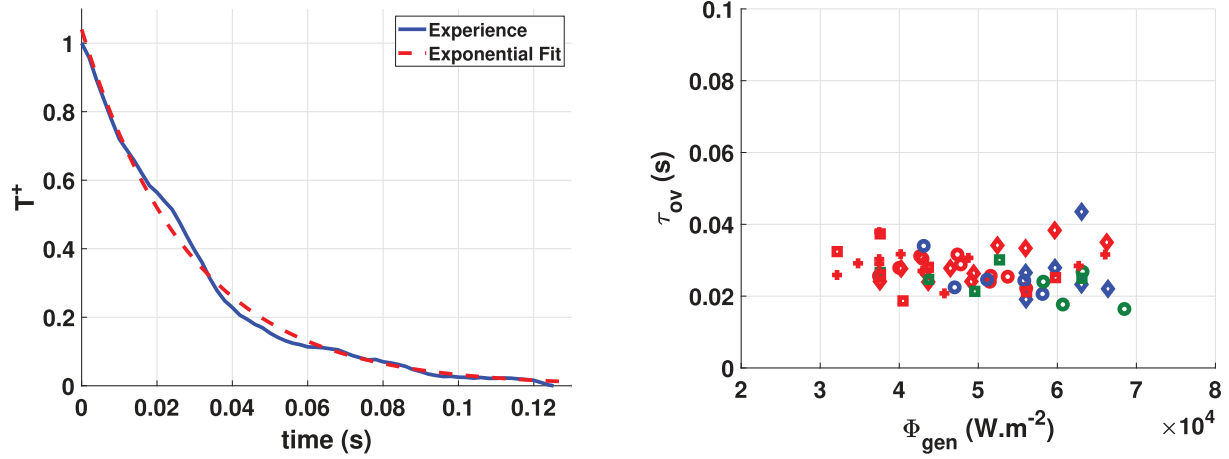 Experience
Exponential Fit
T+
1
0.8
0.6
0.4
0.2
0
0 0.02 0.04 0.06 0.08 0.1 0.12
time (s)
τov (s)
0.1
0.08
0.06
0.04
0.02
0
2 3 4 5 6 7 8
Φgen (W.m-2)
×10⁴